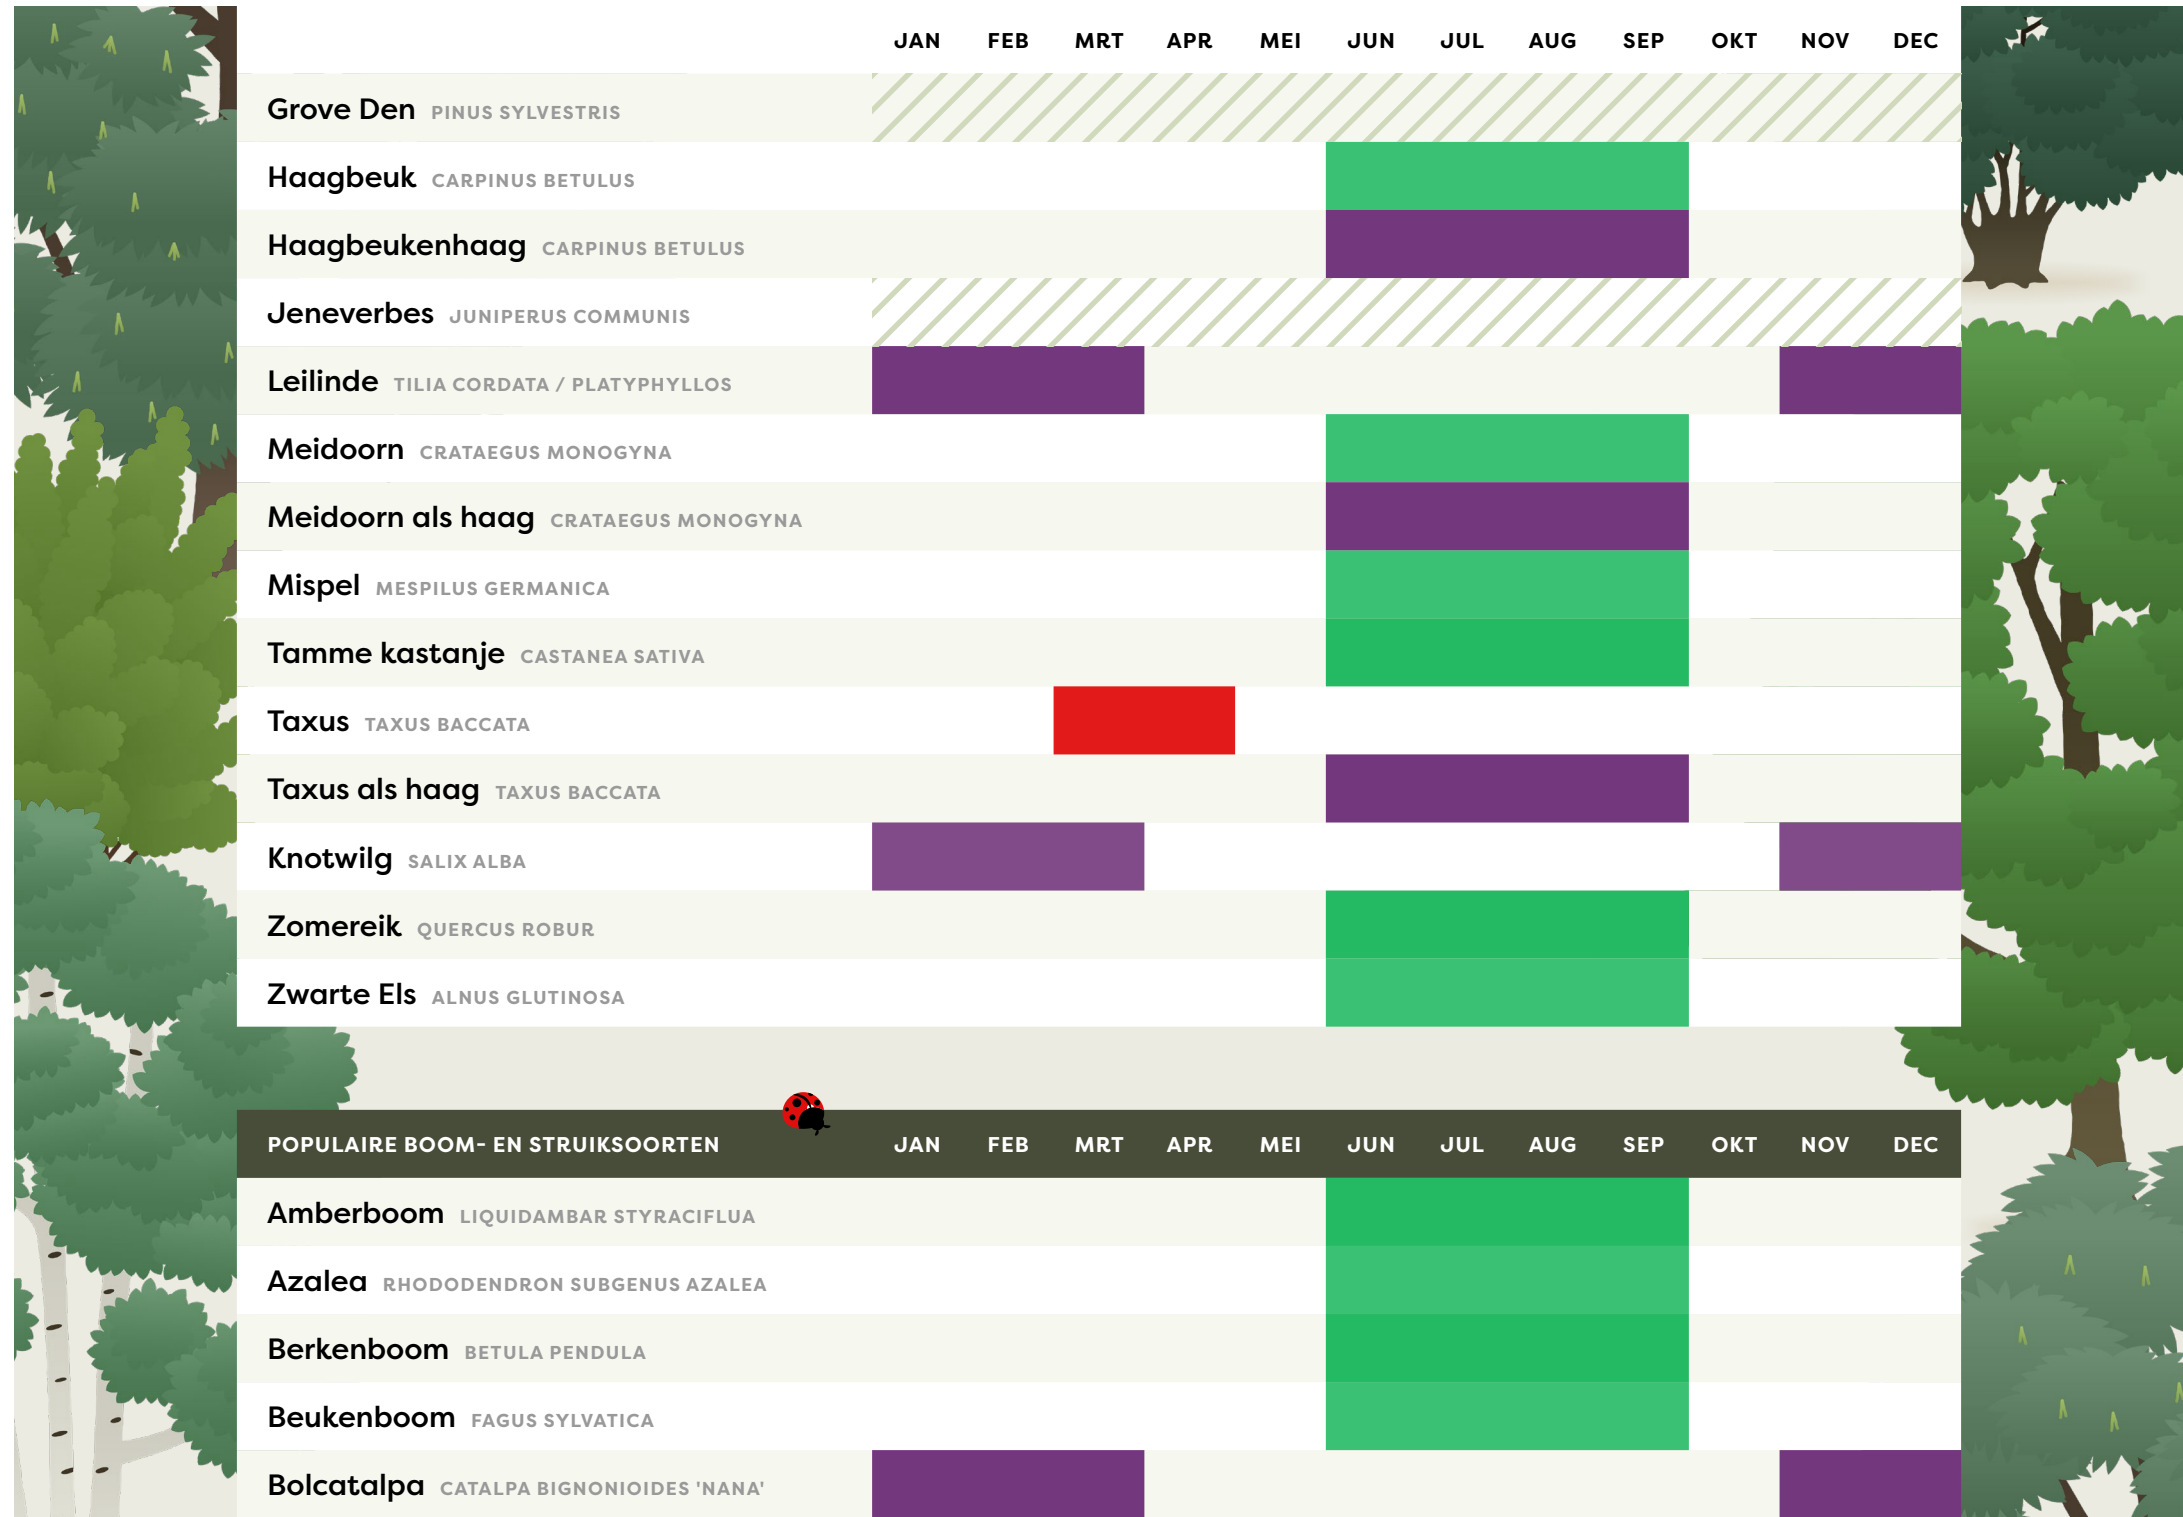 JAN FEB MRT APR MEI JUN JUL AUG SEP OKT NOV DEC
Grove Den PINUS SYLVESTRIS
Haagbeuk CARPINUS BETULUS
Haagbeukenhaag CARPINUS BETULUS
Jeneverbes JUNIPERUS COMMUNIS
Leilinde TILIA CORDATA / PLATYPHYLLOS
Meidoorn CRATAEGUS MONOGYNA
Meidoorn als haag CRATAEGUS MONOGYNA
Mispel MESPILUS GERMANICA
Tamme kastanje CASTANEA SATIVA
Taxus TAXUS BACCATA
Taxus als haag TAXUS BACCATA
Knotwilg SALIX ALBA
Zomereik QUERCUS ROBUR
Zwarte Els ALNUS GLUTINOSA
POPULAIRE BOOM- EN STRUIKSOORTEN JAN FEB MRT APR MEI JUN JUL AUG SEP OKT NOV DEC
Amberboom LIQUIDAMBAR STYRACIFLUA
Azalea RHODODENDRON SUBGENUS AZALEA
Berkenboom BETULA PENDULA
Beukenboom FAGUS SYLVATICA
Bolcatalpa CATALPA BIGNONIOIDES 'NANA'